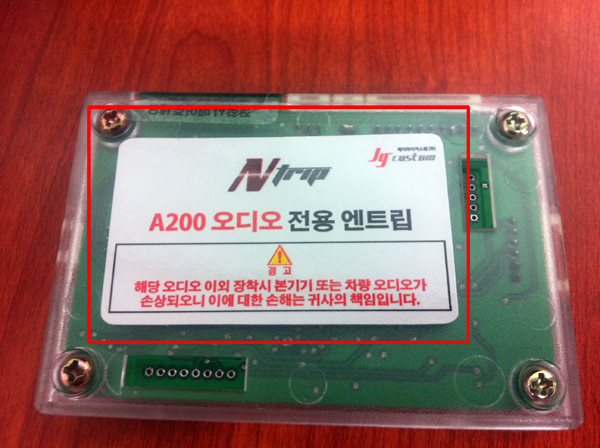 Ntrip
Jy custom
A200 오디오 전용 엔트립
경고
해당 오디오 이외 장착시 본기기 또는 차량 오디오가
손상되오니 이에 대한 손해는 귀사의 책임입니다.